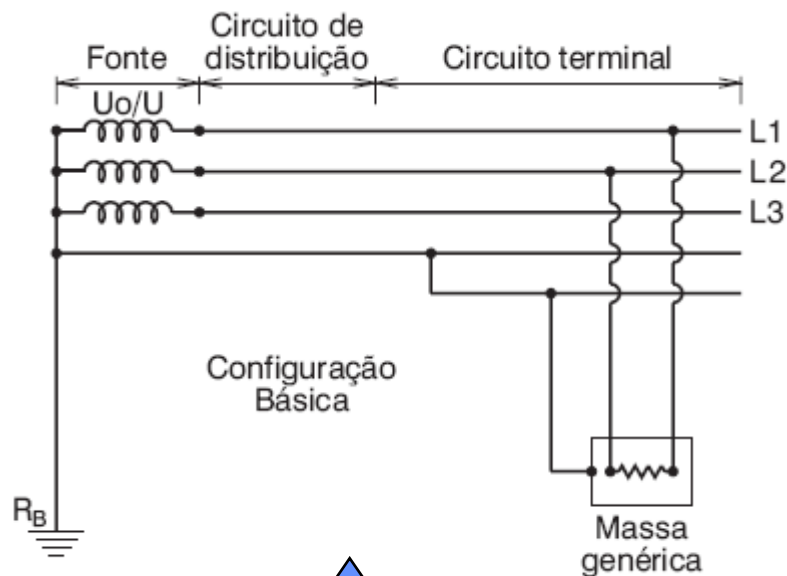 Fonte
Circuito de
distribuição
Circuito terminal
Uo/U
L1
L2
L3
Configuração
Básica
RB
Massa
genérica